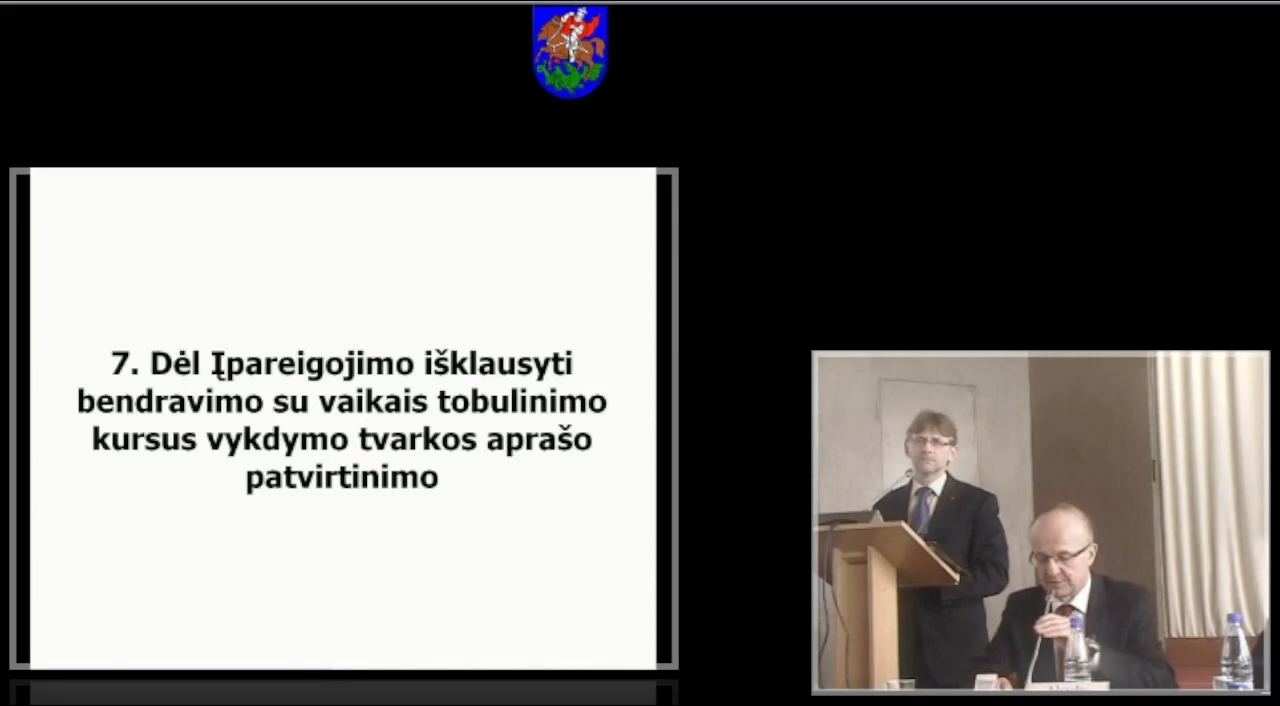 7. Dėl Įpareigojimo išklausyti
bendravimo su vaikais tobulinimo
kursus vykdymo tvarkos aprašo
patvirtinimo